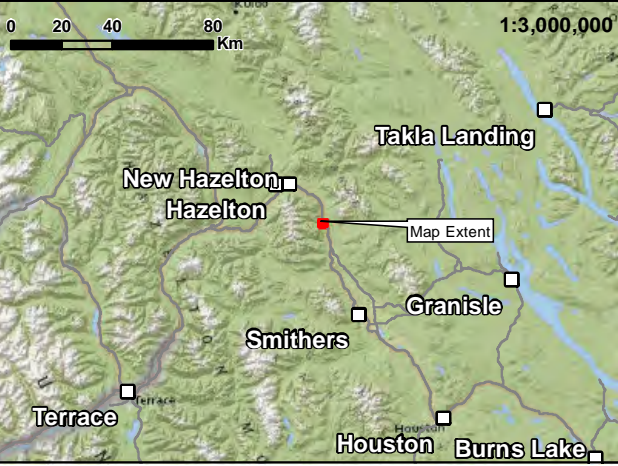 0 20 40 80
Km
1:3,000,000
Takla Landing
New Hazelton
Hazelton
Map Extent
Granisle
Smithers
Terrace
Terrace
Houston
Houston
Burns Lake